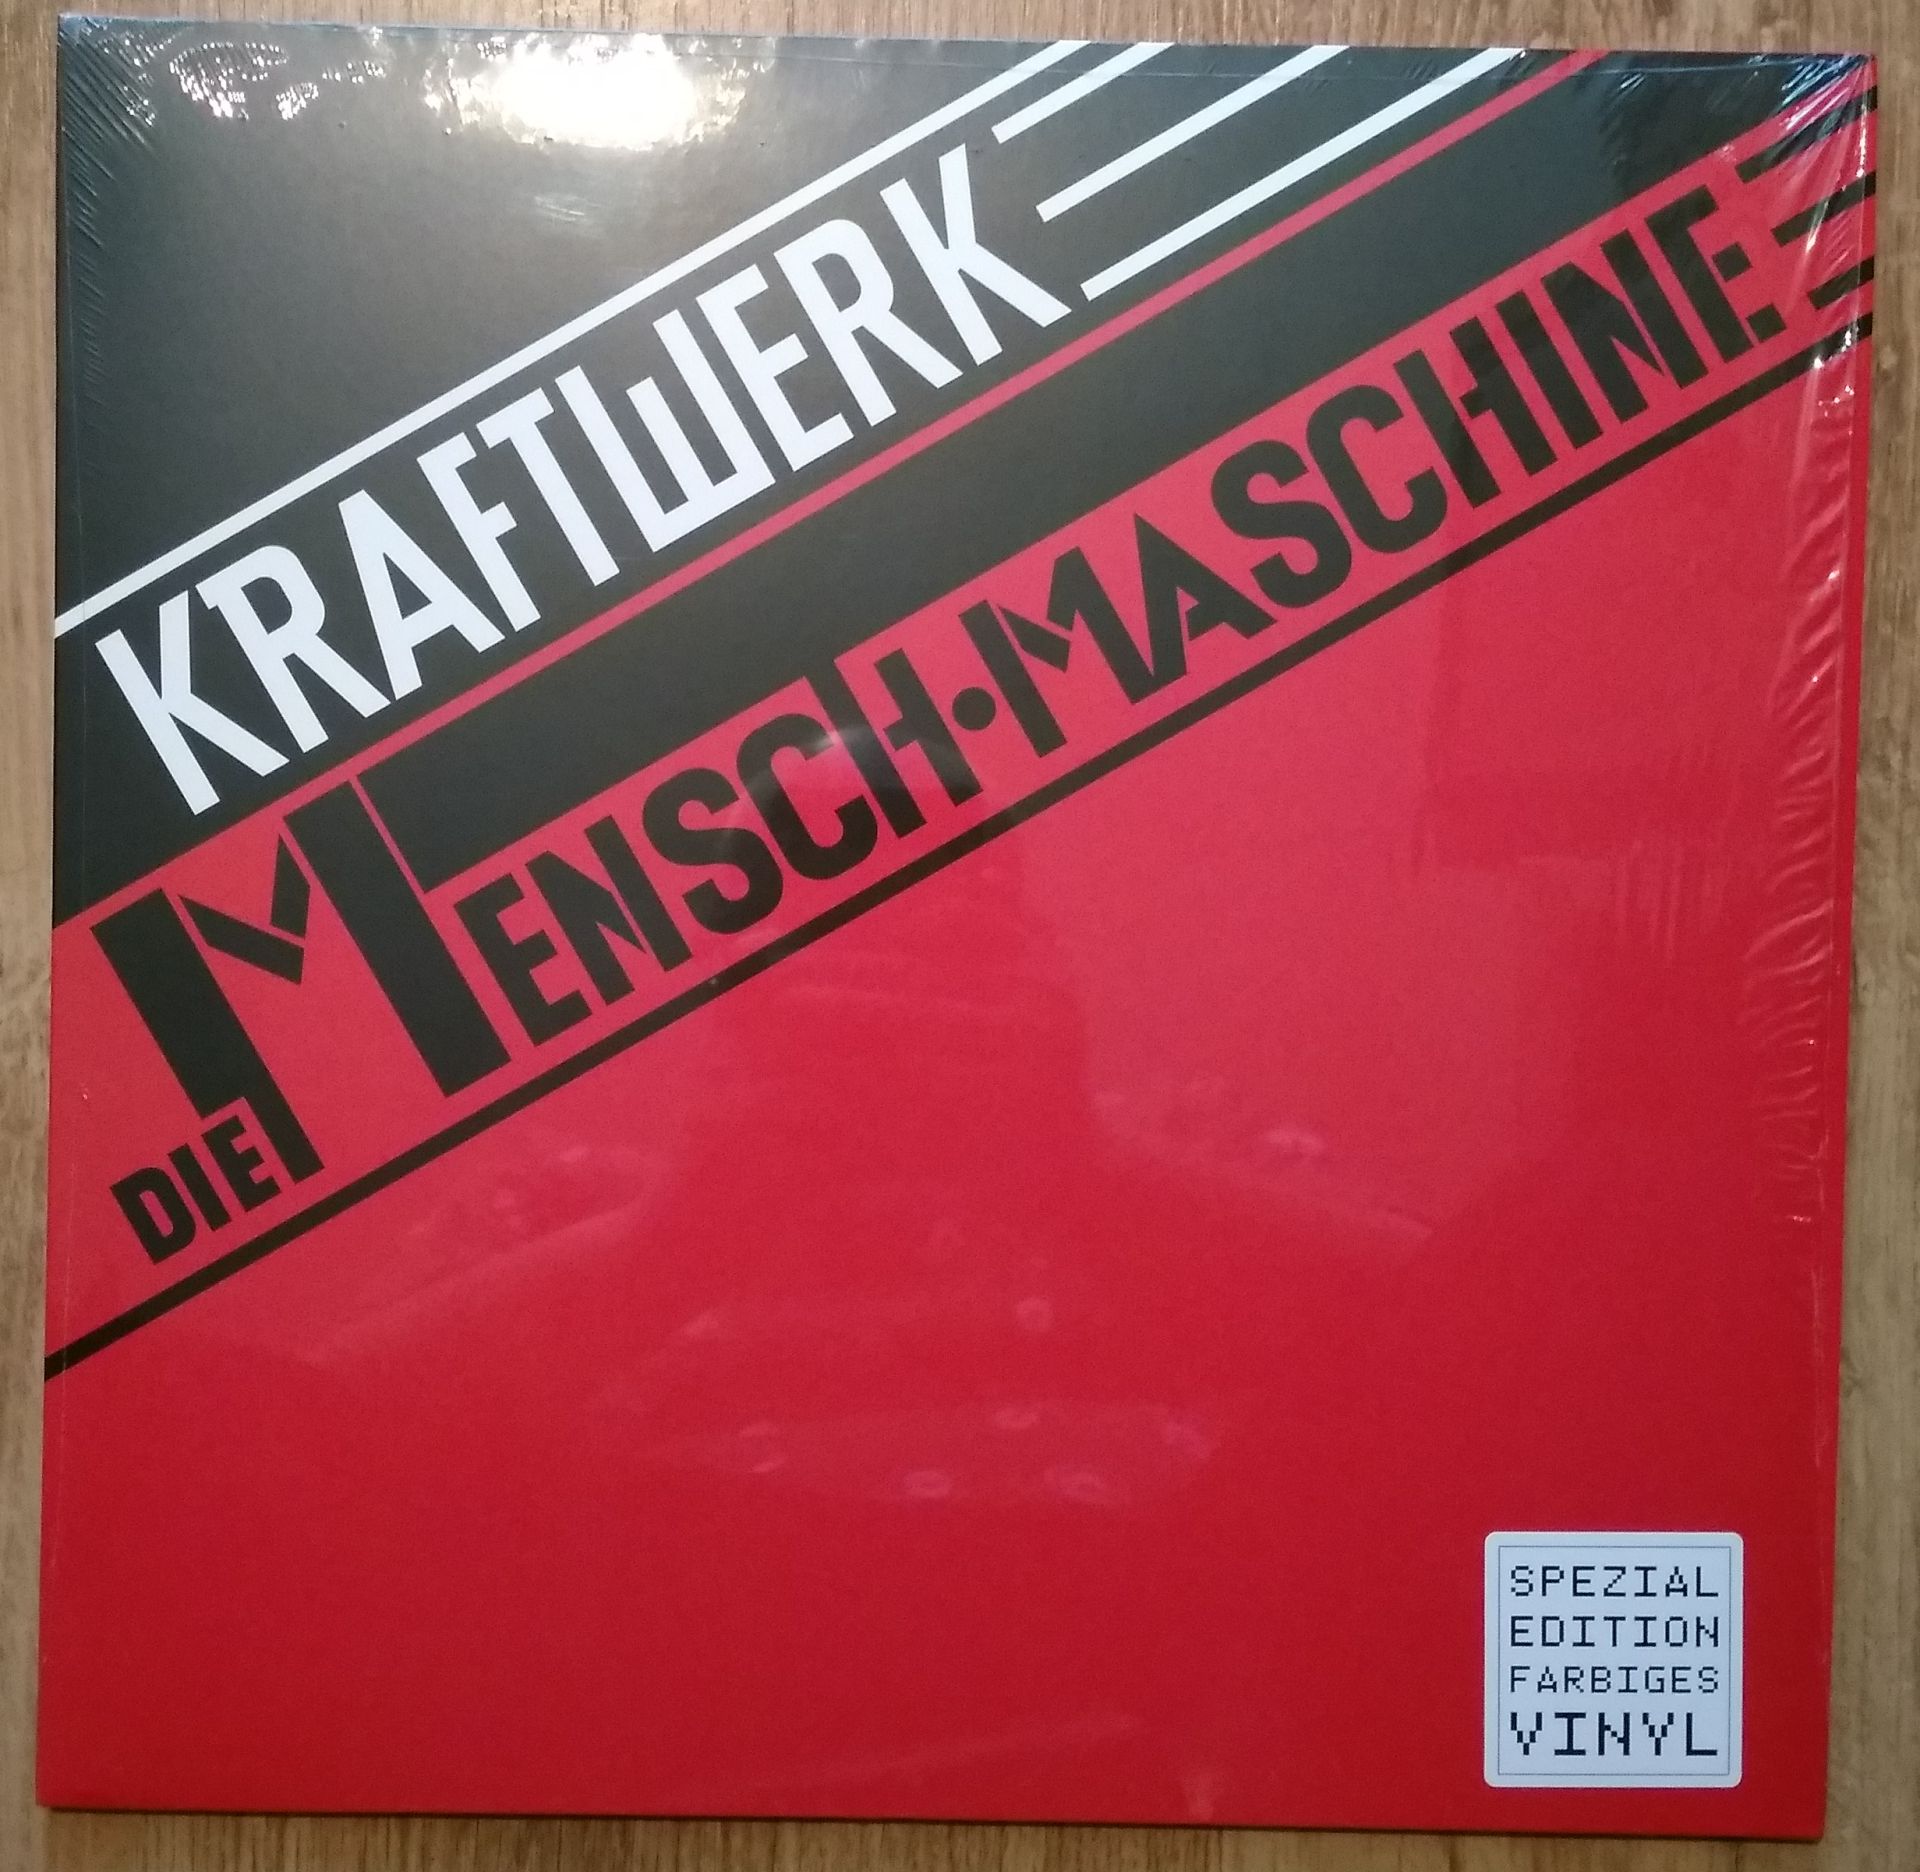 KRAFTWERK
DIE MENSCH·MASCHINE
SPEZIAL
EDITION
FARBIGES
VINYL